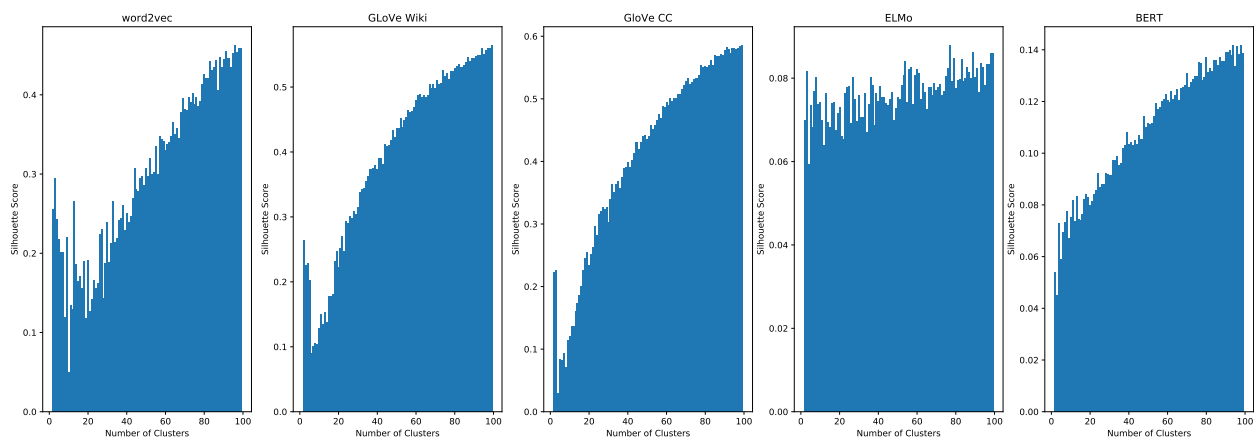 word2vec
Silhouette Score
0.4
0.3
0.2
0.1
0.0
0 20 40 60 80 100
Number of Clusters
GLoVe Wiki
Silhouette Score
0.5
0.4
0.3
0.2
0.1
0.0
0 20 40 60 80 100
Number of Clusters
GloVe CC
Silhouette Score
0.6
0.5
0.4
0.3
0.2
0.1
0.0
0 20 40 60 80 100
Number of Clusters
ELMo
Silhouette Score
0.08
0.06
0.04
0.02
0.00
0 20 40 60 80 100
Number of Clusters
BERT
Silhouette Score
0.14
0.12
0.10
0.08
0.06
0.04
0.02
0.00
0 20 40 60 80 100
Number of Clusters